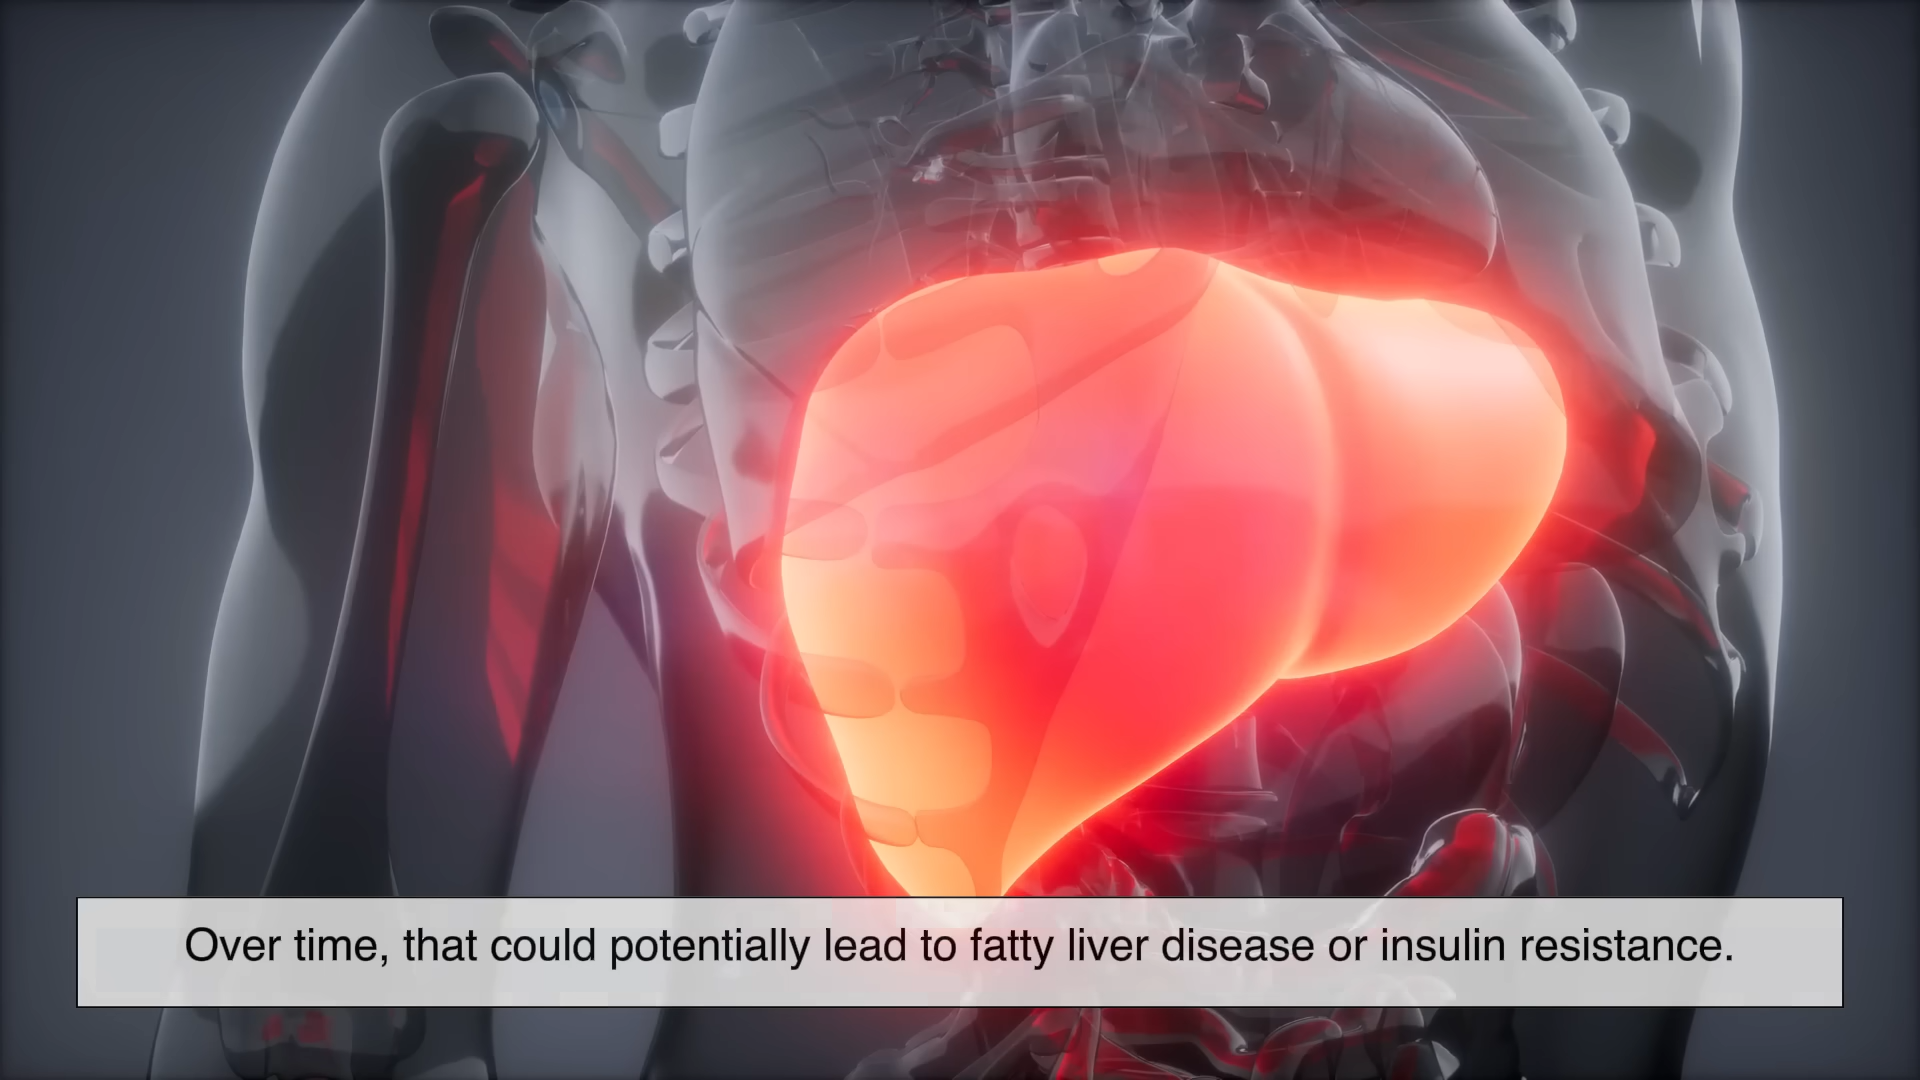 Over time, that could potentially lead to fatty liver disease or insulin resistance.